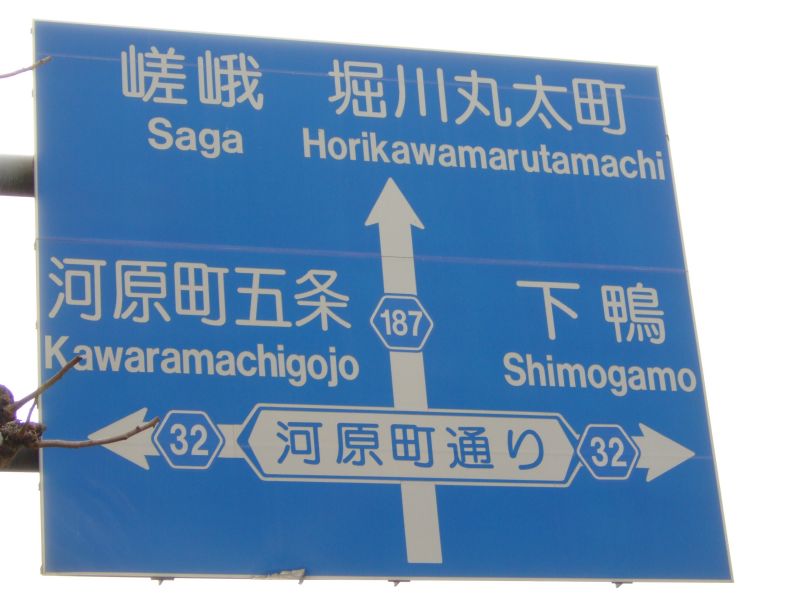 嵯峨 堀川丸太町
Saga Horikawamarutamachi
河原町五条 187 下鴨
Kawaramachigojo Shimogamo
32 河原町通り 32